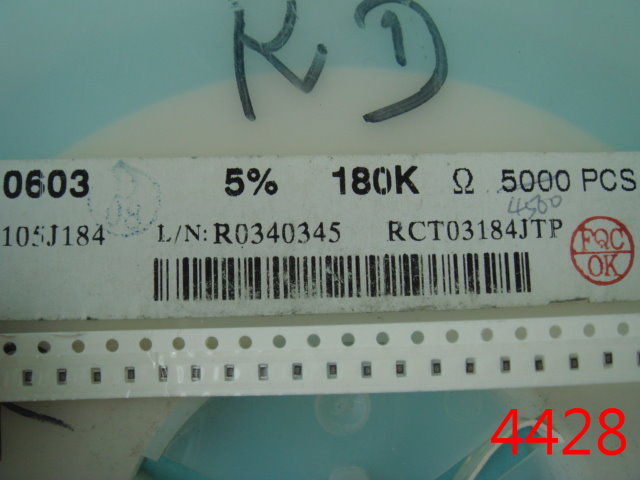 RD
0603 5% 180K Ω 5000 PCS
4500
105J184 L/N: R0340345 RCT03184JTP
FQC
OK
4428